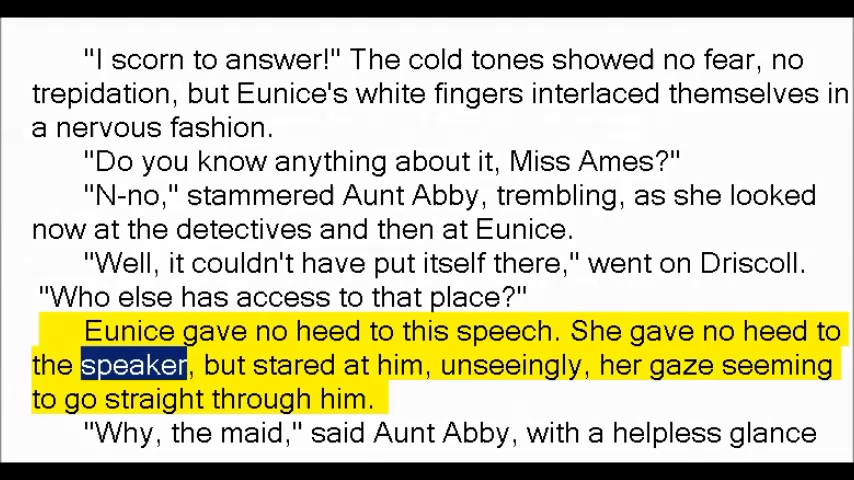 "I scorn to answer!" The cold tones showed no fear, no
trepidation, but Eunice's white fingers interlaced themselves in
a nervous fashion.
"Do you know anything about it, Miss Ames?"
"N-no," stammered Aunt Abby, trembling, as she looked
now at the detectives and then at Eunice.
"Well, it couldn't have put itself there," went on Driscoll.
"Who else has access to that place?"
Eunice gave no heed to this speech. She gave no heed to
the speaker, but stared at him, unseeingly, her gaze seeming
to go straight through him.
"Why, the maid," said Aunt Abby, with a helpless glance